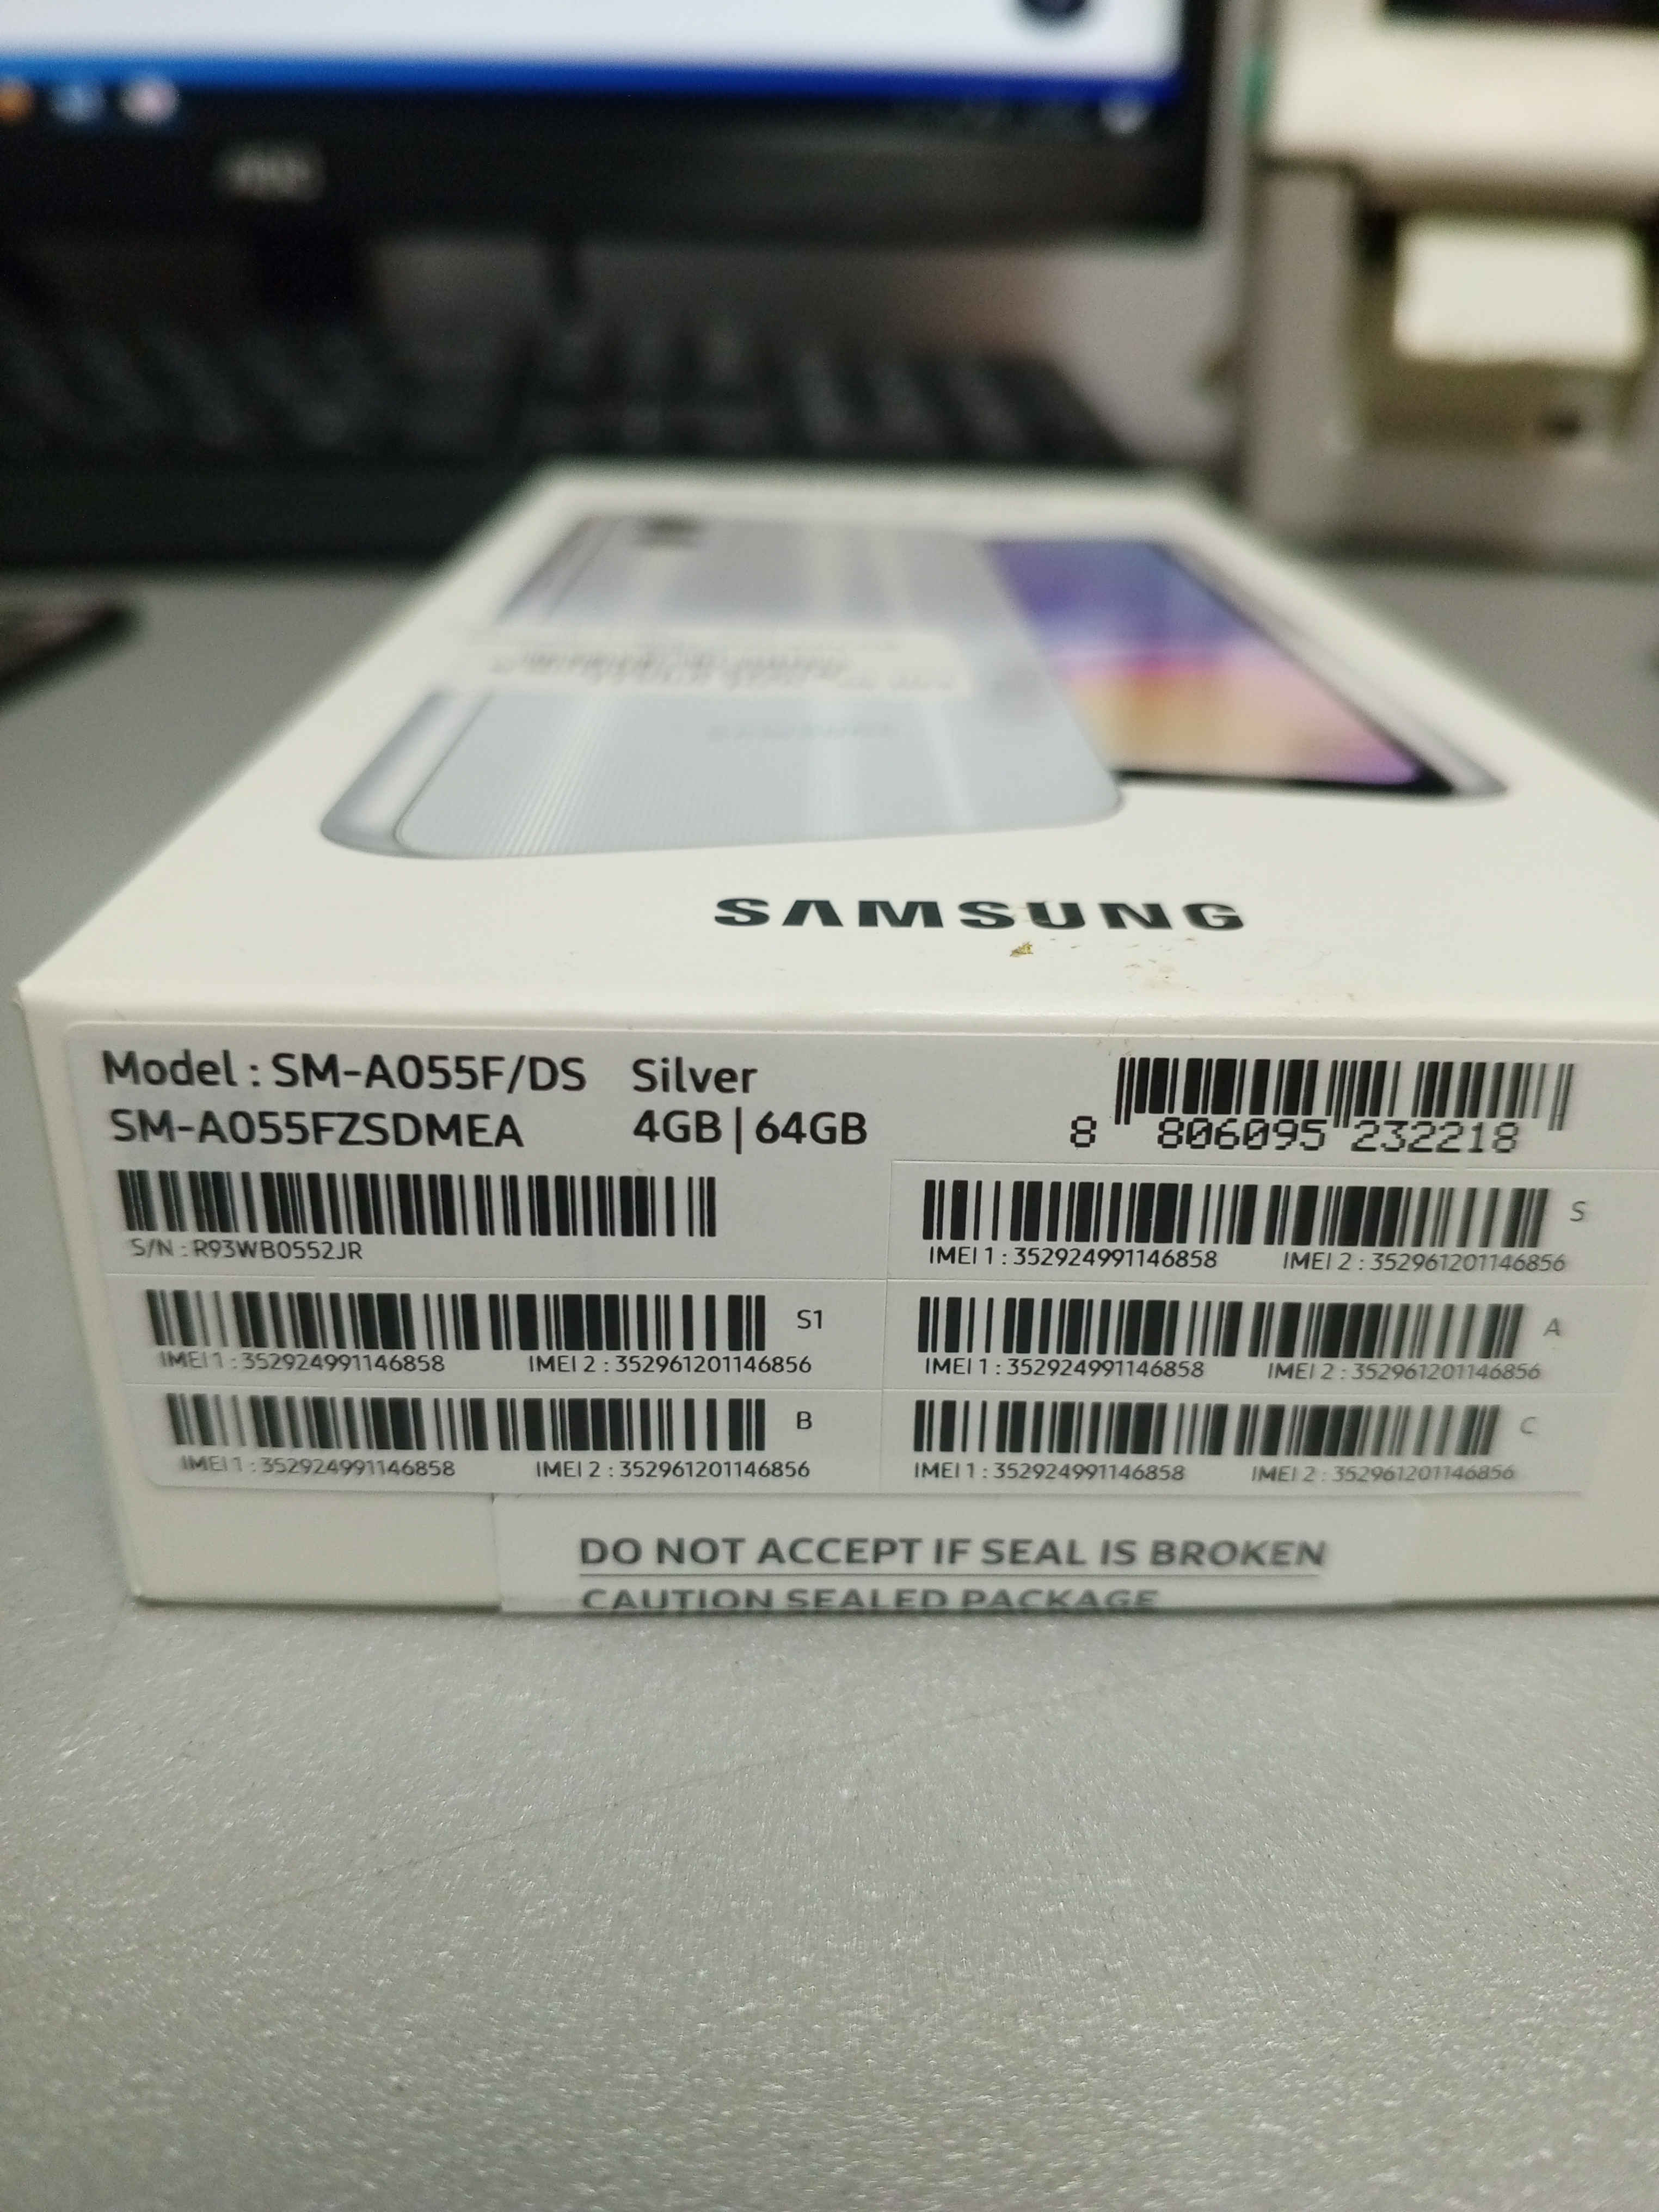 SAMSUNG
Model : SM-A055F/DS Silver
SM-A055FZSDMEA 4GB | 64GB
8 806095 232218
S/N : R93WB0552JR
S
IMEI 1 : 352924991146858 IMEI 2 : 352961201146856
S1
IMEI 1 : 352924991146858 IMEI 2 : 352961201146856
A
IMEI 1 : 352924991146858 IMEI 2 : 352961201146856
B
IMEI 1 : 352924991146858 IMEI 2 : 352961201146856
C
IMEI 1 : 352924991146858 IMEI 2 : 352961201146856
DO NOT ACCEPT IF SEAL IS BROKEN
CAUTION SEALED PACKAGE